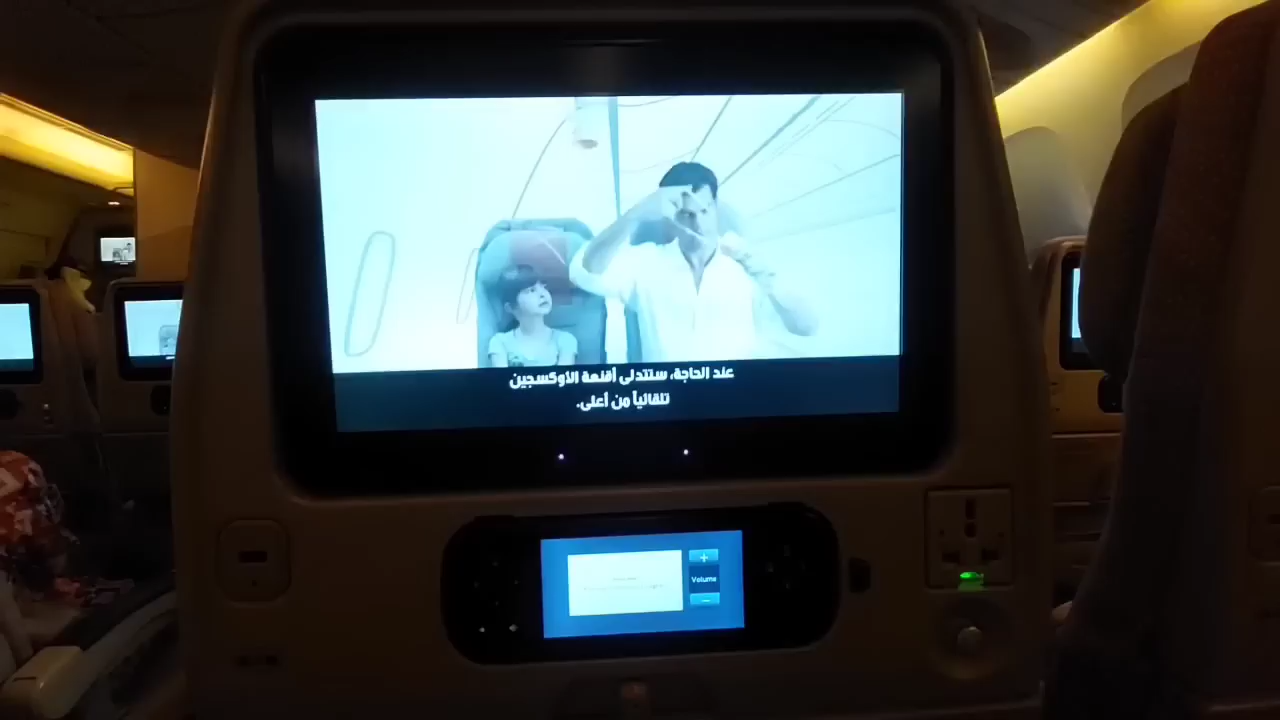 عند الحاجة، ستتدلى أقنعة الأوكسجين
تلقائياً من أعلى.
+
Volume
−